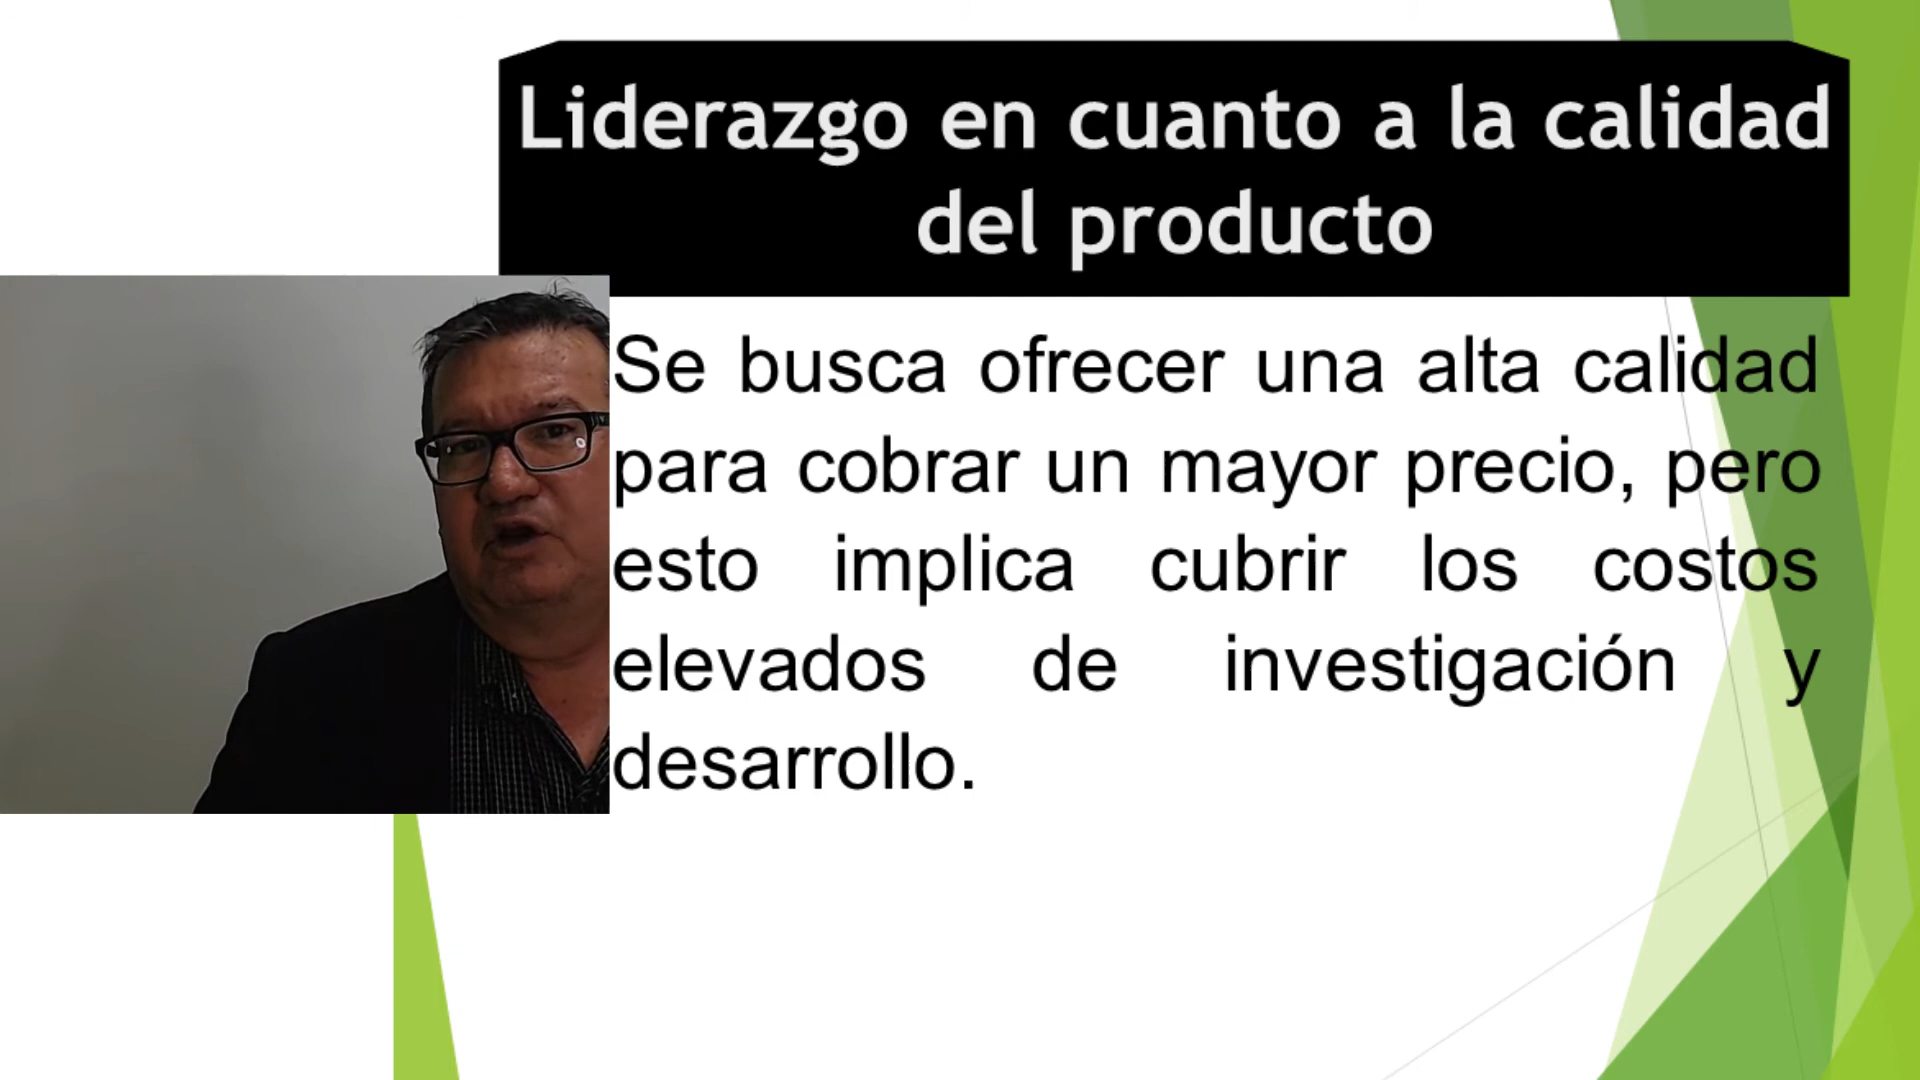 Liderazgo en cuanto a la calidad
del producto
Se busca ofrecer una alta calidad
para cobrar un mayor precio, pero
esto implica cubrir los costos
elevados de investigación y
desarrollo.